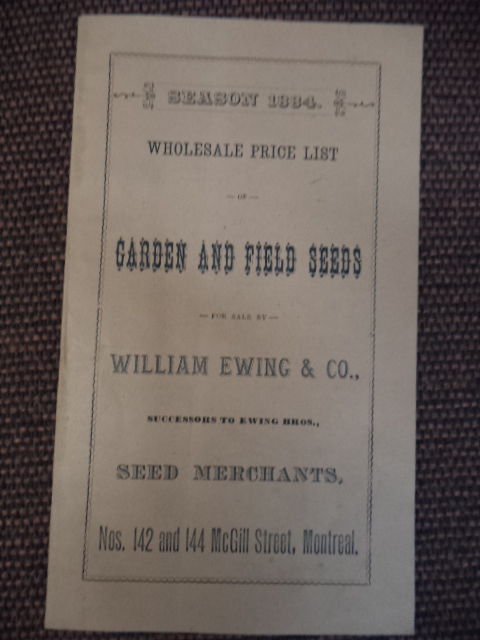 SEASON 1884.
WHOLESALE PRICE LIST
— OF —
GARDEN AND FIELD SEEDS
— FOR SALE BY —
WILLIAM EWING & CO.,
SUCCESSORS TO EWING BROS.,
SEED MERCHANTS,
Nos. 142 and 144 McGill Street, Montreal.